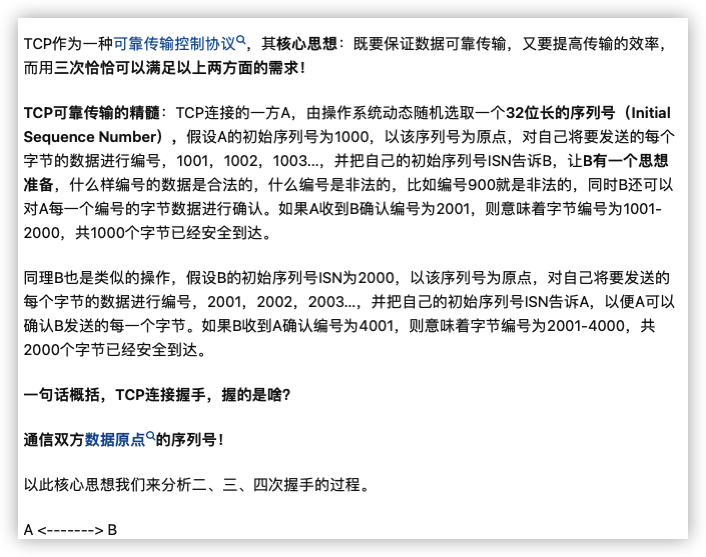 TCP作为一种可靠传输控制协议，其核心思想：既要保证数据可靠传输，又要提高传输的效率，
而用三次恰恰可以满足以上两方面的需求！
TCP可靠传输的精髓：TCP连接的一方A，由操作系统动态随机选取一个32位长的序列号（Initial
Sequence Number），假设A的初始序列号为1000，以该序列号为原点，对自己将要发送的每个
字节的数据进行编号，1001，1002，1003…，并把自己的初始序列号ISN告诉B，让B有一个思想
准备，什么样编号的数据是合法的，什么编号是非法的，比如编号900就是非法的，同时B还可以
对A每一个编号的字节数据进行确认。如果A收到B确认编号为2001，则意味着字节编号为1001-
2000，共1000个字节已经安全到达。
同理B也是类似的操作，假设B的初始序列号ISN为2000，以该序列号为原点，对自己将要发送的
每个字节的数据进行编号，2001，2002，2003…，并把自己的初始序列号ISN告诉A，以便A可以
确认B发送的每一个字节。如果B收到A确认编号为4001，则意味着字节编号为2001-4000，共
2000个字节已经安全到达。
一句话概括，TCP连接握手，握的是啥？
通信双方数据原点的序列号！
以此核心思想我们来分析二、三、四次握手的过程。
A <-------> B